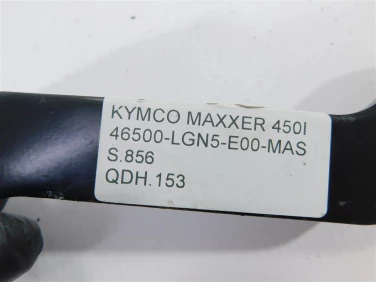 KYMCO MAXXER 450I
46500-LGN5-E00-MAS
S.856
QDH.153